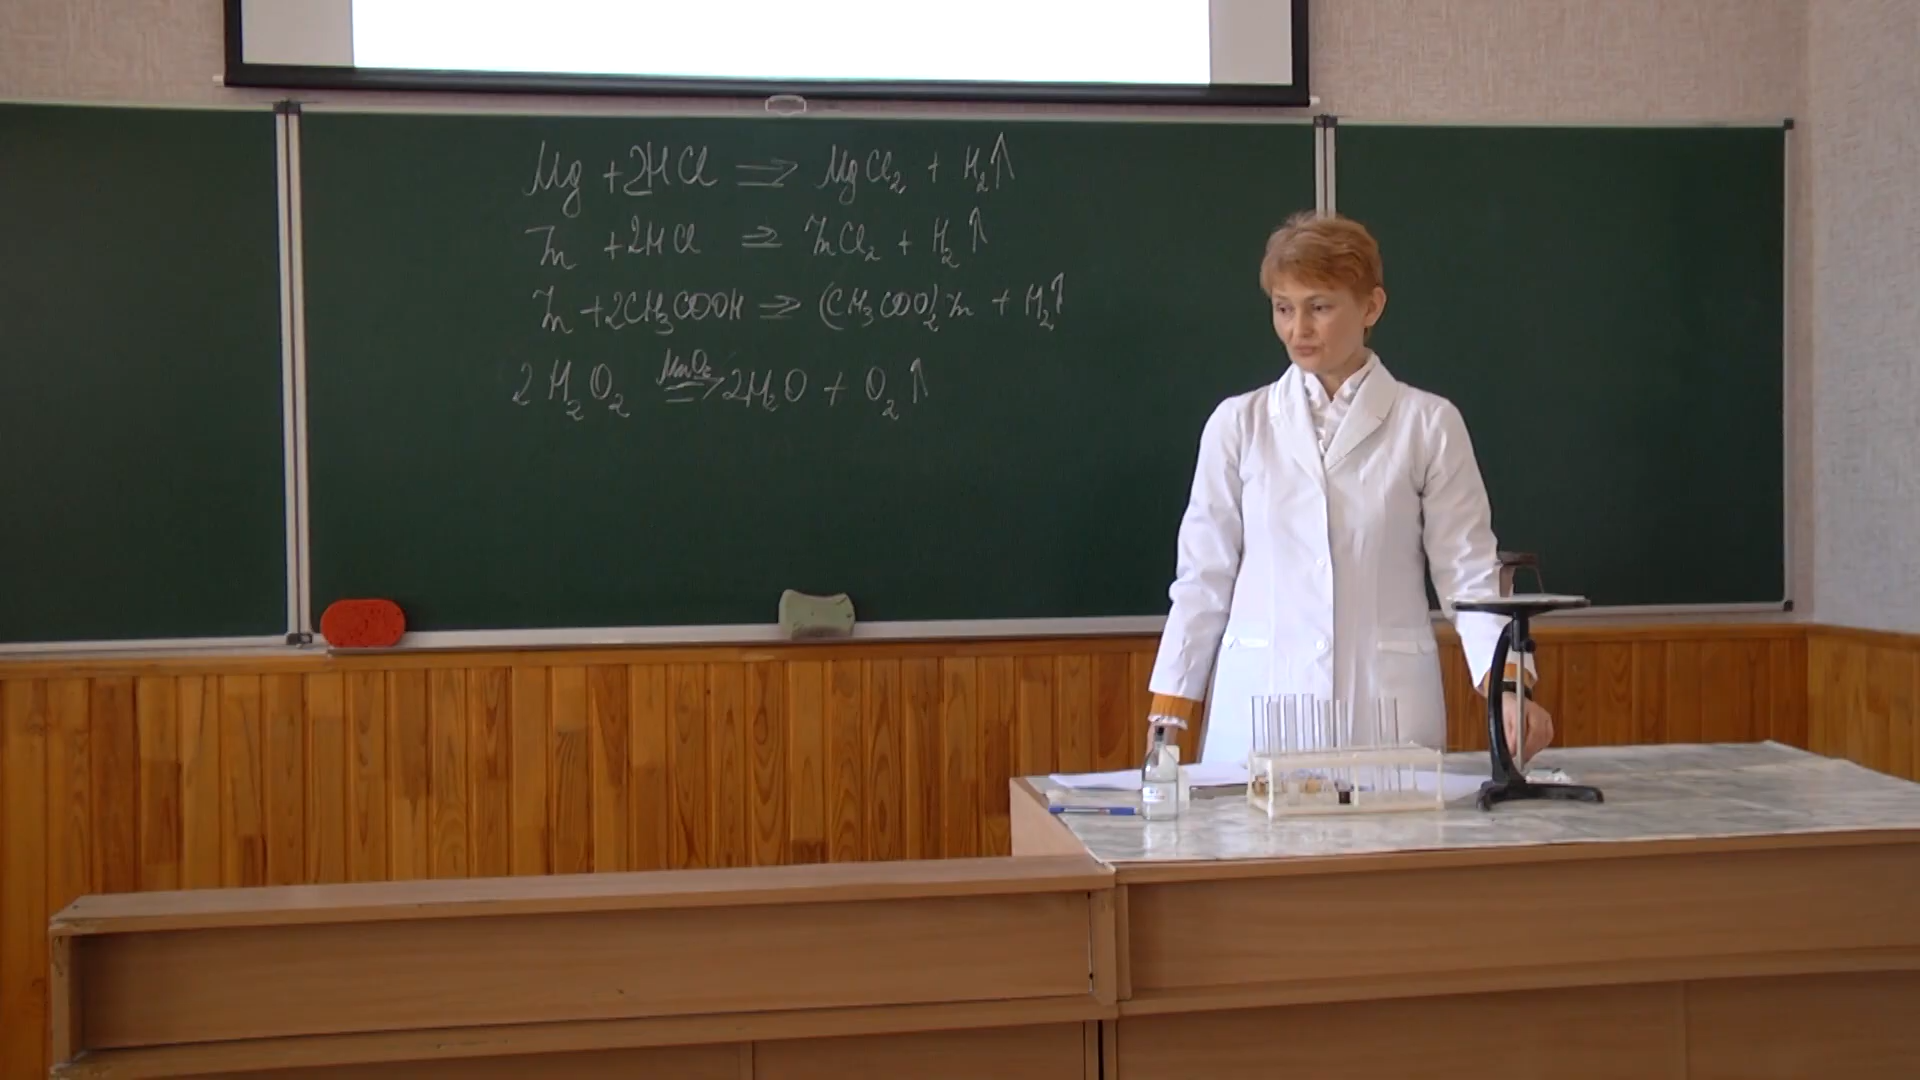 Mg + 2HCl ⇒ MgCl₂ + H₂↑
Zn + 2HCl ⇒ ZnCl₂ + H₂↑
Zn + 2CH₃COOH ⇒ (CH₃COO)₂Zn + H₂↑
2H₂O₂ =MnO₂=> 2H₂O + O₂↑